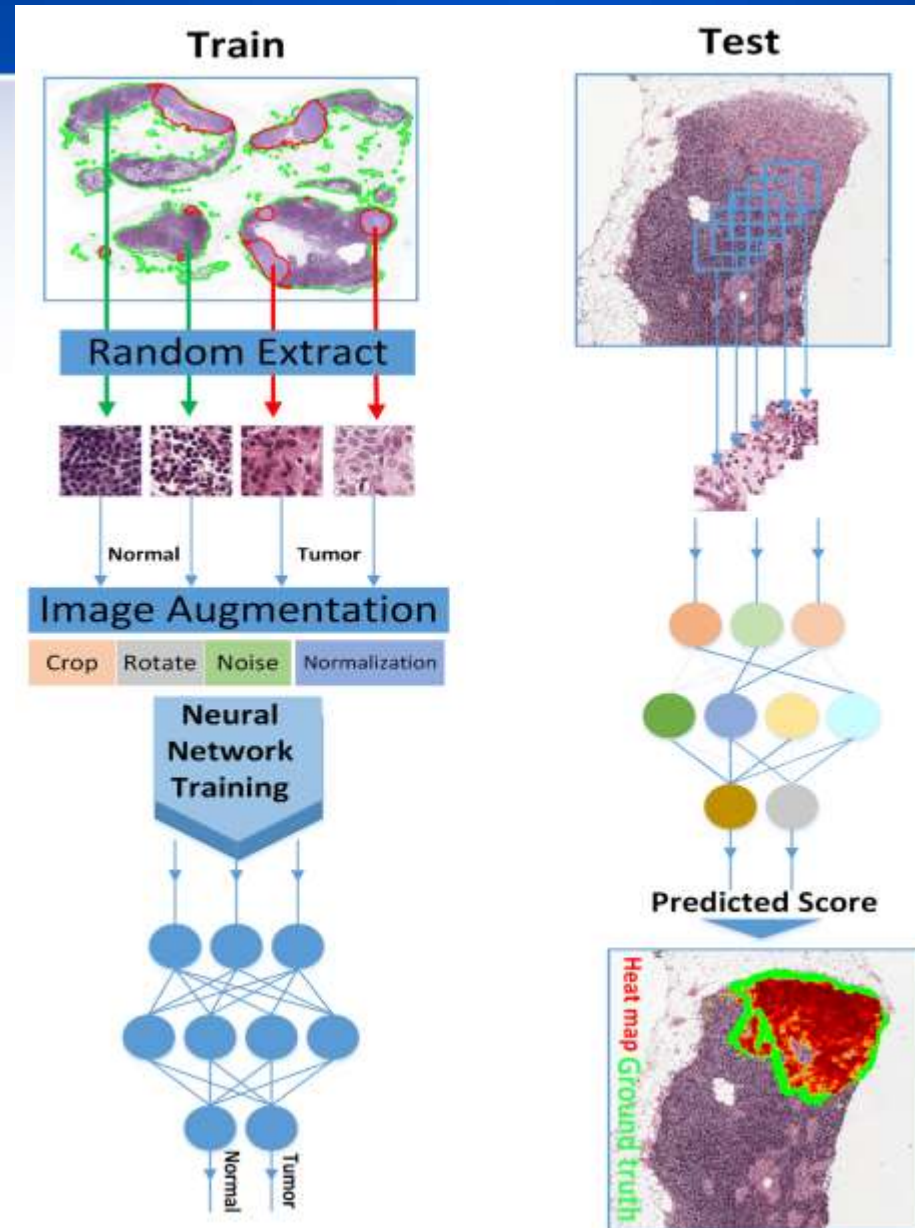 Train
Random Extract
Normal
Tumor
Image Augmentation
Crop
Rotate
Noise
Normalization
Neural
Network
Training
Normal
Tumor
Test
Predicted Score
Heat map
Ground truth